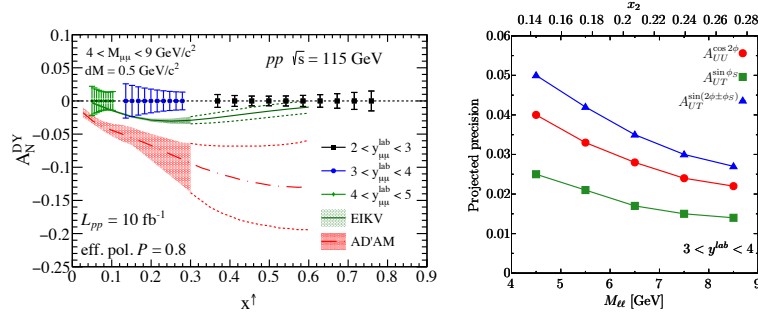 4 < M_μμ < 9 GeV/c²
dM = 0.5 GeV/c²
pp √s = 115 GeV
A_N^DY
0.1
0.05
0
−0.05
−0.1
−0.15
−0.2
−0.25
2 < y_μμ^lab < 3
3 < y_μμ^lab < 4
4 < y_μμ^lab < 5
EIKV
AD'AM
L_pp = 10 fb⁻¹
eff. pol. P = 0.8
0 0.1 0.2 0.3 0.4 0.5 0.6 0.7 0.8 0.9
x↑
x₂
0.14 0.16 0.18 0.2 0.22 0.24 0.26 0.28
Projected precision
0.06
0.05
0.04
0.03
0.02
0.01
0.00
A_UU^cos 2φ
A_UT^sin φ_S
A_UT^sin(2φ±φ_S)
3 < y^lab < 4
4 5 6 7 8 9
M_ℓℓ [GeV]